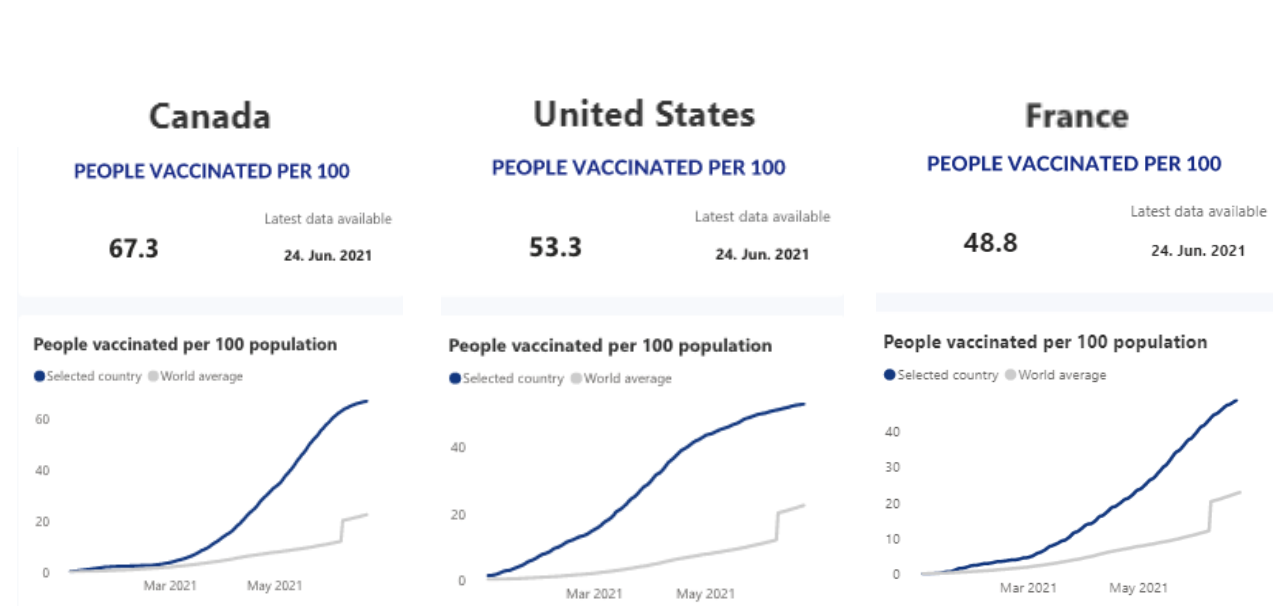 Canada
PEOPLE VACCINATED PER 100
Latest data available
67.3
24. Jun. 2021
People vaccinated per 100 population
Selected country World average
60
40
20
0
Mar 2021 May 2021
United States
PEOPLE VACCINATED PER 100
Latest data available
53.3
24. Jun. 2021
People vaccinated per 100 population
Selected country World average
40
20
0
Mar 2021 May 2021
France
PEOPLE VACCINATED PER 100
Latest data available
48.8
24. Jun. 2021
People vaccinated per 100 population
Selected country World average
40
30
20
10
0
Mar 2021 May 2021